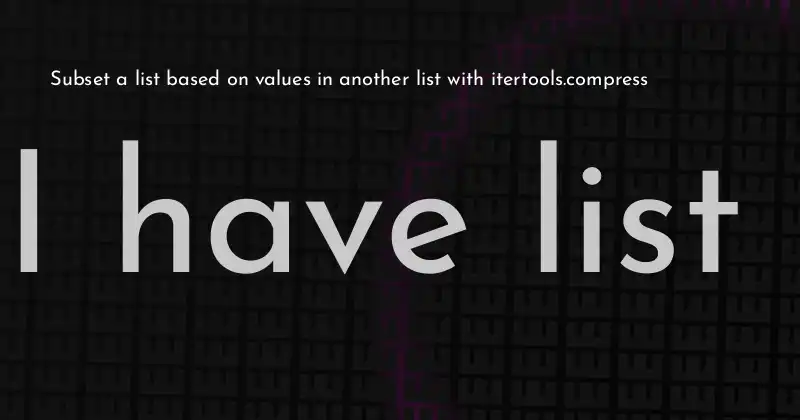 Subset a list based on values in another list with itertools.compress
I have list